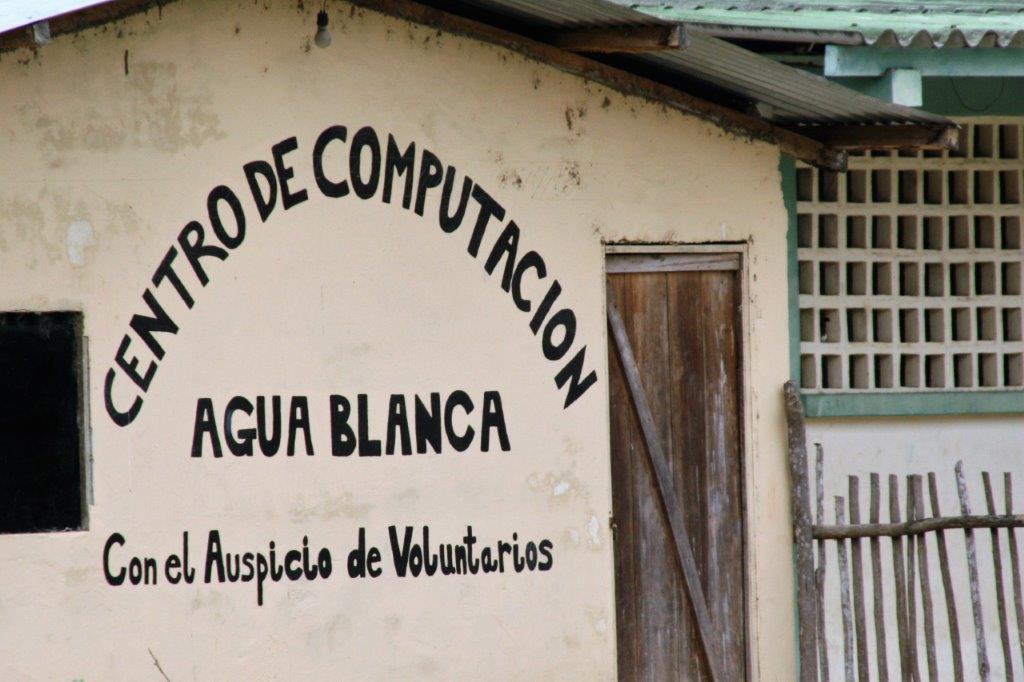 CENTRO DE COMPUTACION
AGUA BLANCA
Con el Auspicio de Voluntarios